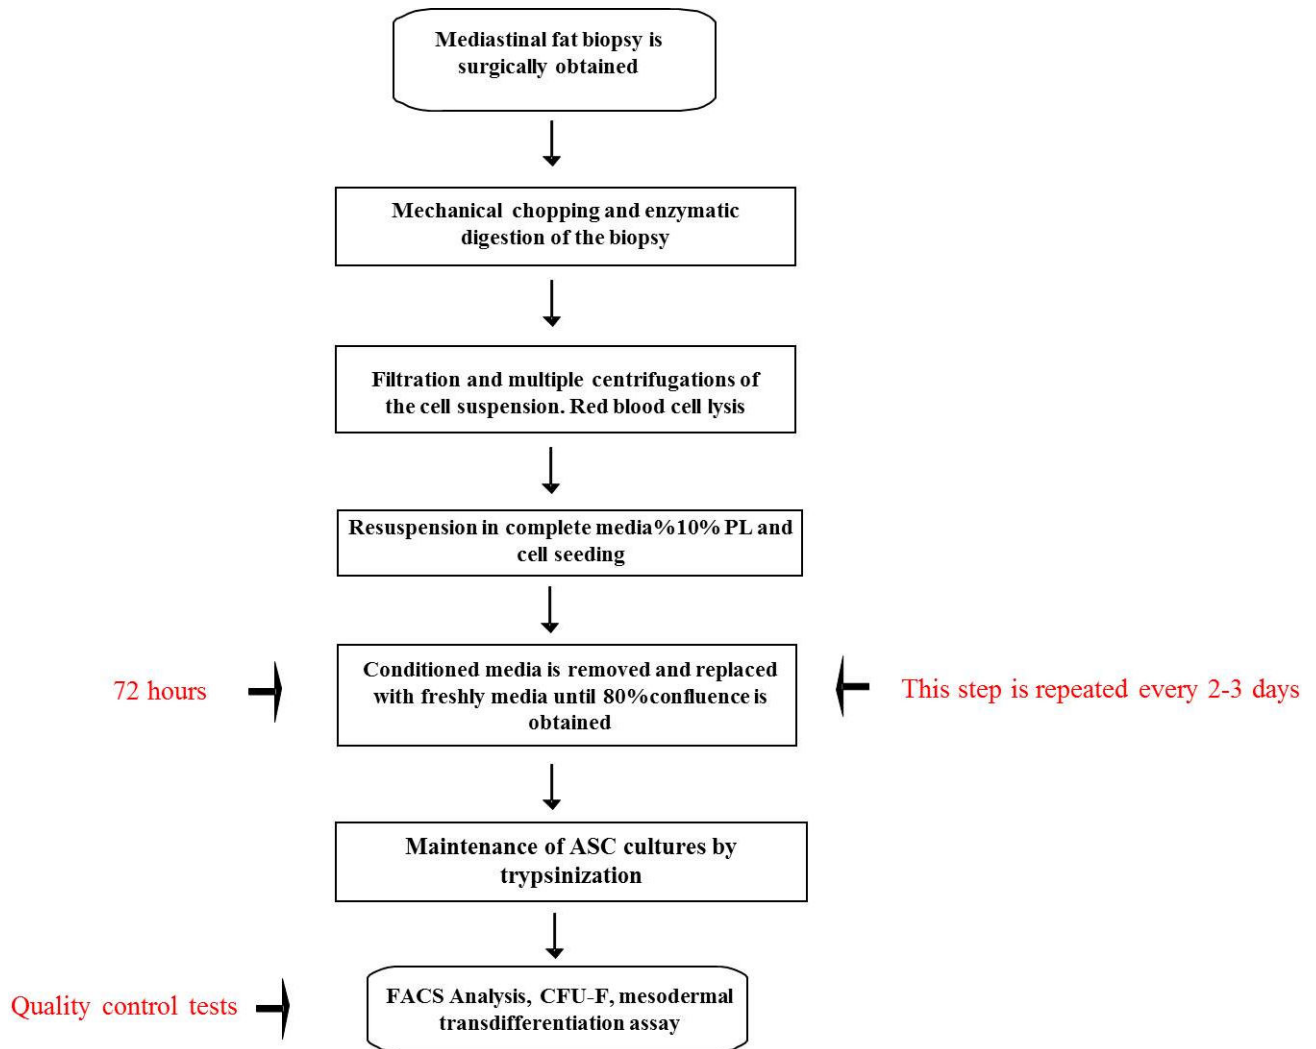 Mediastinal fat biopsy is
surgically obtained
Mechanical chopping and enzymatic
digestion of the biopsy
Filtration and multiple centrifugations of
the cell suspension. Red blood cell lysis
Resuspension in complete media%10% PL and
cell seeding
72 hours
Conditioned media is removed and replaced
with freshly media until 80%confluence is
obtained
This step is repeated every 2-3 days
Maintenance of ASC cultures by
trypsinization
Quality control tests
FACS Analysis, CFU-F, mesodermal
transdifferentiation assay